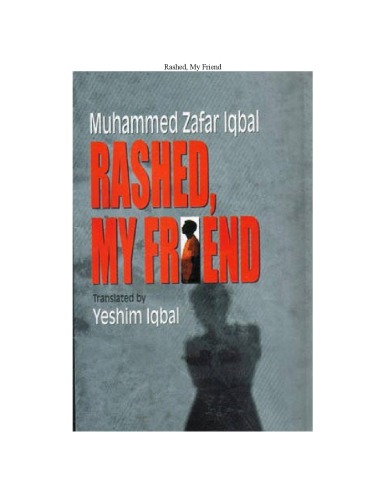 Rashed, My Friend
Muhammed Zafar Iqbal
RASHED,
MY FRIEND
Translated by
Yeshim Iqbal